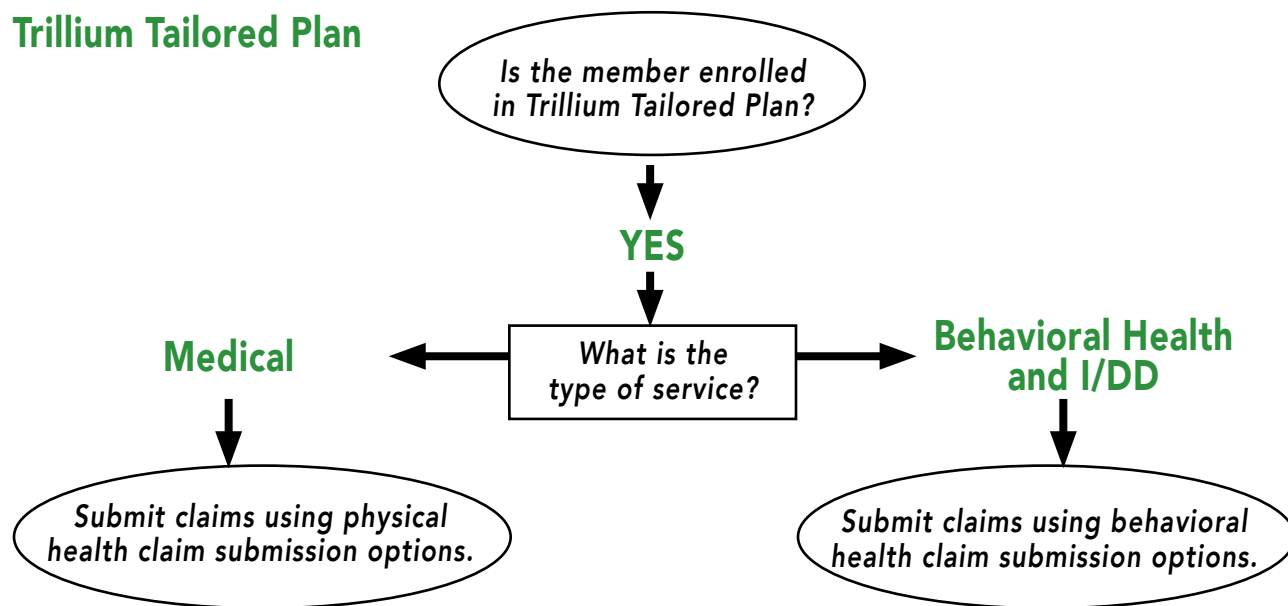 Trillium Tailored Plan
Is the member enrolled
in Trillium Tailored Plan?
YES
What is the
type of service?
Medical
Behavioral Health
and I/DD
Submit claims using physical
health claim submission options.
Submit claims using behavioral
health claim submission options.